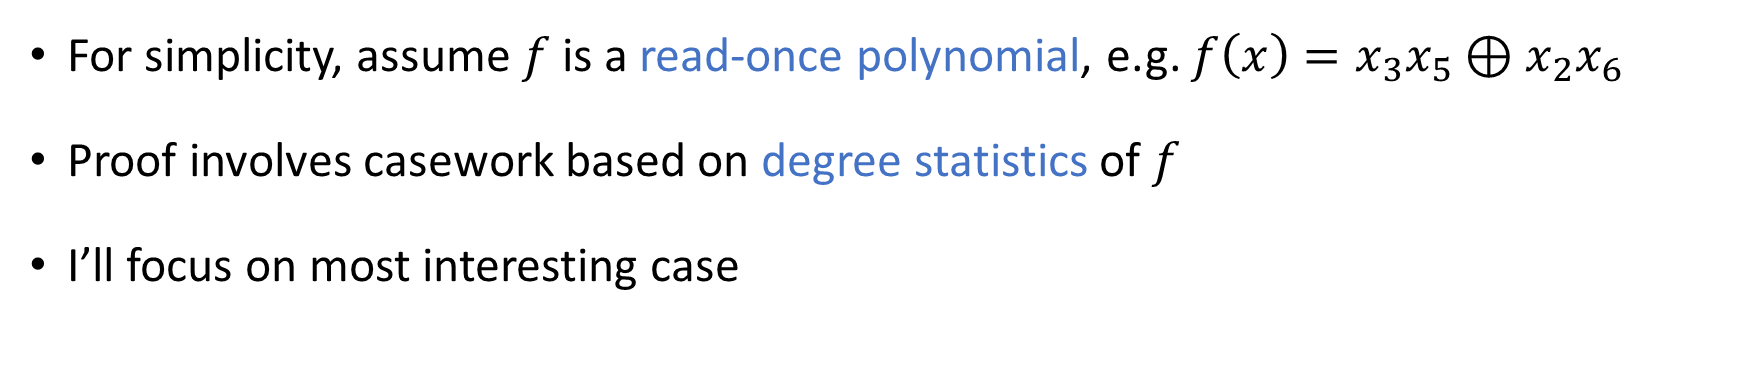 • For simplicity, assume f is a read-once polynomial, e.g. f(x) = x₃x₅ ⊕ x₂x₆
• Proof involves casework based on degree statistics of f
• I’ll focus on most interesting case